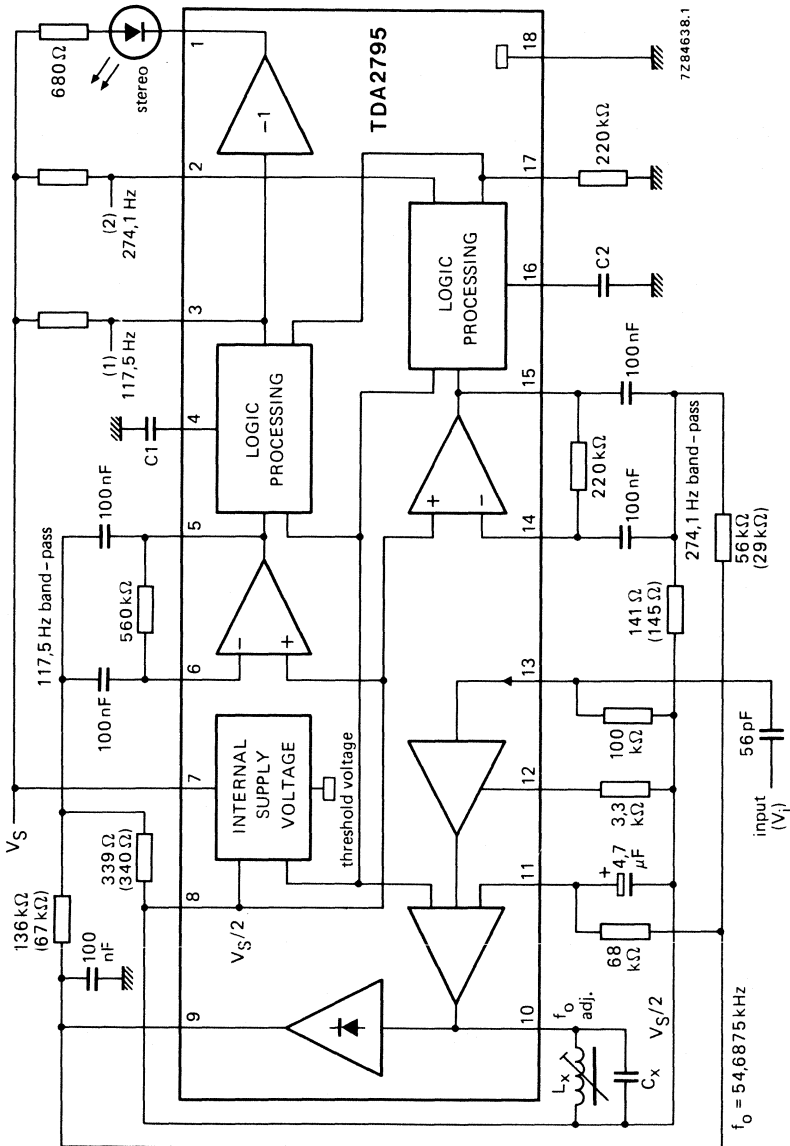 680 Ω
stereo
1
TDA2795
−1
18
7Z84638.1
2
(2)
274,1 Hz
17
220 kΩ
3
(1)
117,5 Hz
LOGIC
PROCESSING
16
C2
4
C1
LOGIC
PROCESSING
15
100 nF
5
100 nF
117,5 Hz band-pass
560 kΩ
−
+
220 kΩ
274,1 Hz band-pass
56 kΩ
(29 kΩ)
6
100 nF
+
−
14
100 nF
141 Ω
(145 Ω)
VS
7
INTERNAL
SUPPLY
VOLTAGE
threshold voltage
13
100
kΩ
56 pF
input
(Vi)
339 Ω
(340 Ω)
12
3,3
kΩ
136 kΩ
(67 kΩ)
8
VS/2
11
+
4,7
μF
100
nF
68
kΩ
9
10
fo
adj.
VS/2
Lx
Cx
fo = 54,6875 kHz